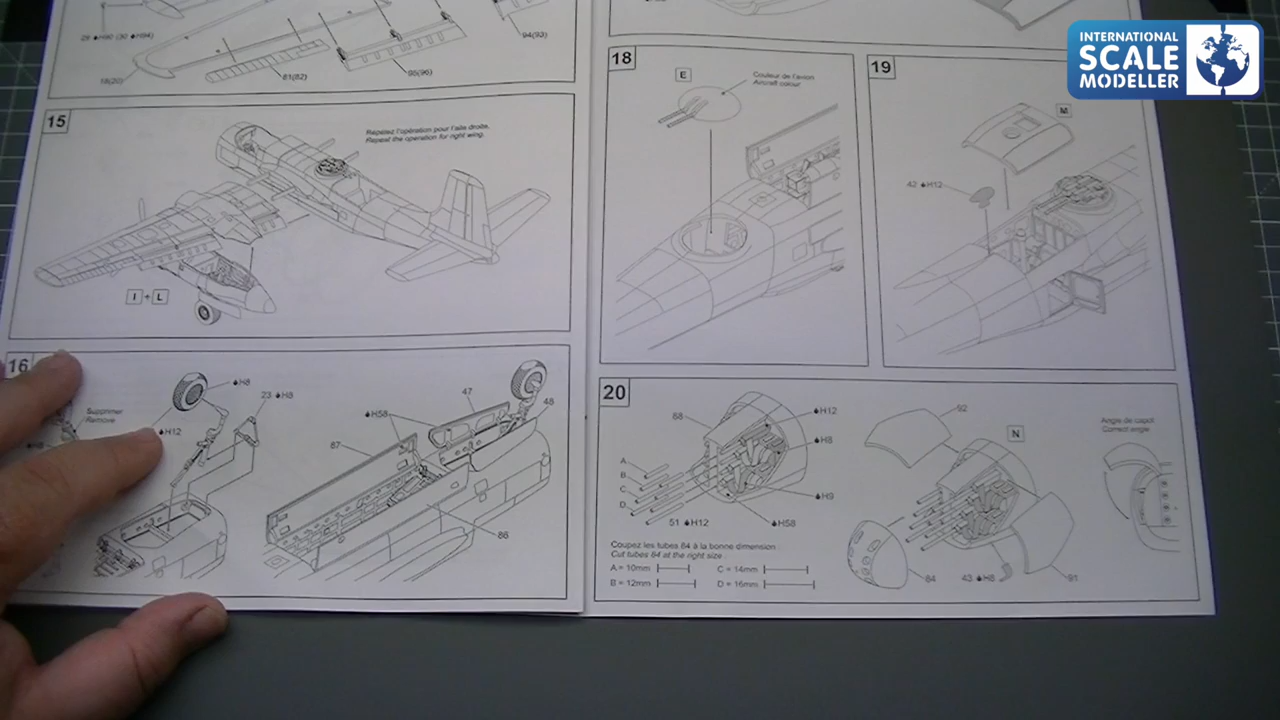 INTERNATIONAL
SCALE
MODELLER
29 H90 (30 H94)
19(20)
81(82)
95(96)
94(93)
15
Repetez l'opération pour l'aile droite.
Repeat the operation for right wing.
I + L
16
Supprimer
Remove
H8
H12
23 H8
H58
47
48
87
86
18
E
Couleur de l'avion
Aircraft colour
19
M
42 H12
20
88
H12
H8
H9
H58
A
B
C
D
51 H12
92
N
Angle de capot
Correct angle
84
43 H8
91
Coupez les tubes 84 à la bonne dimension
Cut tubes 84 at the right size
A = 10mm
C = 14mm
B = 12mm
D = 16mm